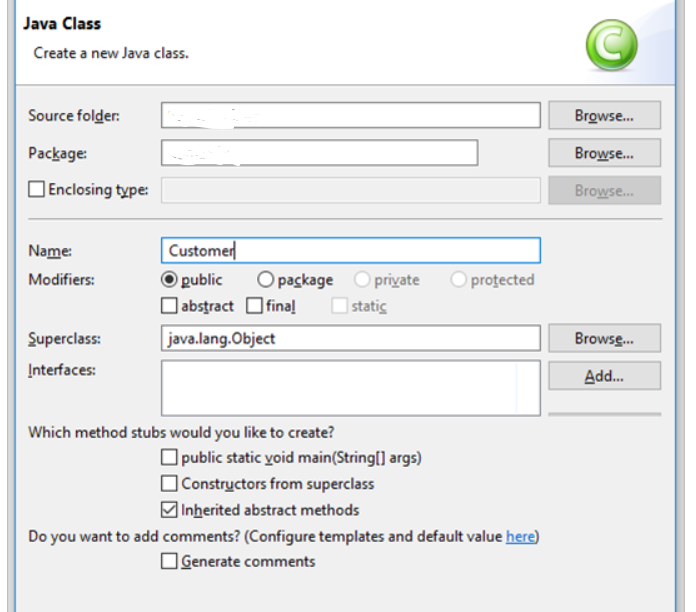 Java Class
Create a new Java class.
C
Source folder: Browse...
Package: Browse...
Enclosing type: Browse...
Name: Customer
Modifiers: public package private protected
abstract final static
Superclass: java.lang.Object Browse...
Interfaces: Add...
Which method stubs would you like to create?
public static void main(String[] args)
Constructors from superclass
Inherited abstract methods
Do you want to add comments? (Configure templates and default value here)
Generate comments